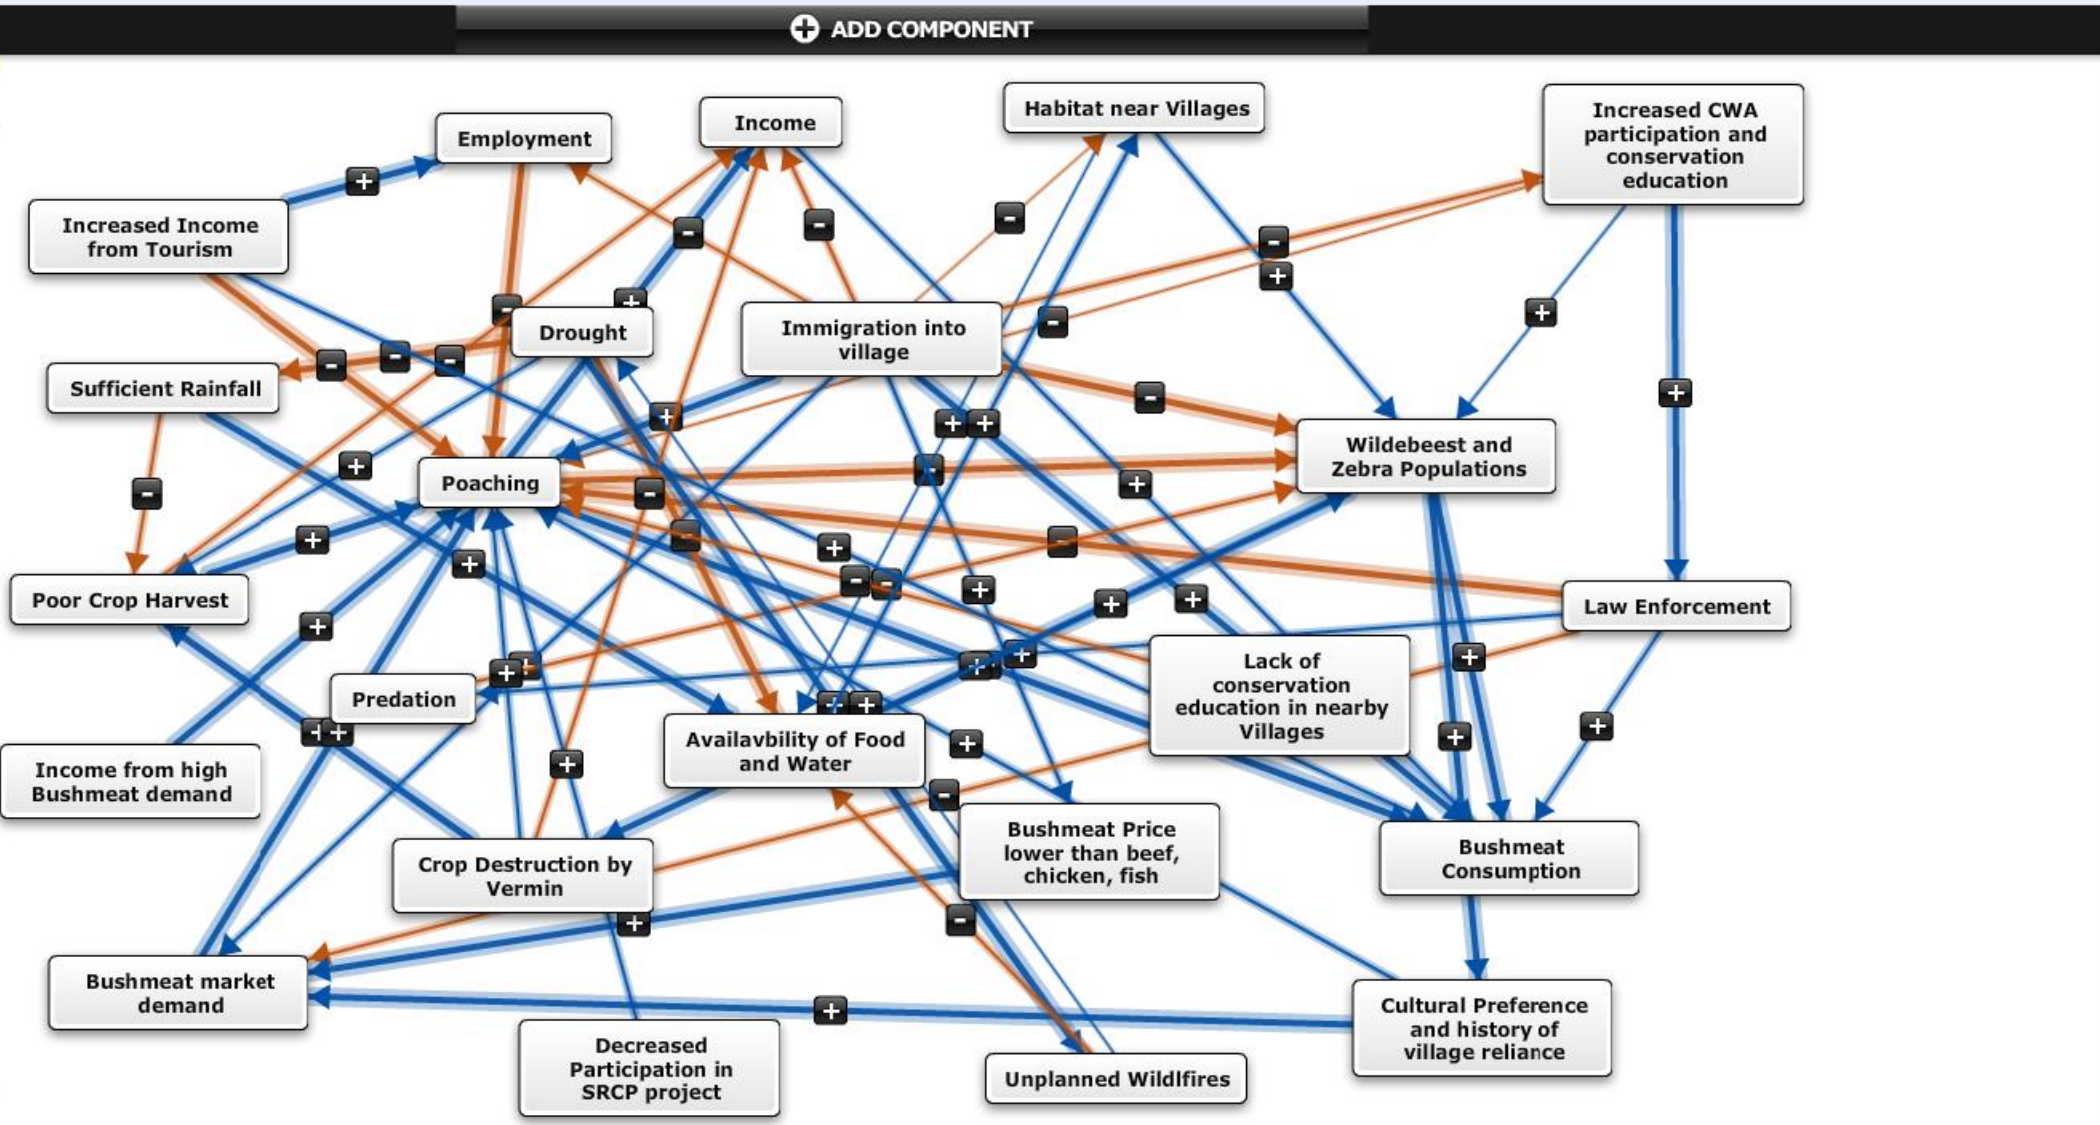 ADD COMPONENT
Employment
Income
Habitat near Villages
Increased CWA
participation and
conservation
education
Increased Income
from Tourism
Drought
Immigration into
village
Sufficient Rainfall
Poaching
Wildebeest and
Zebra Populations
Poor Crop Harvest
Law Enforcement
Predation
Lack of
conservation
education in nearby
Villages
Income from high
Bushmeat demand
Availavbility of Food
and Water
Crop Destruction by
Vermin
Bushmeat Price
lower than beef,
chicken, fish
Bushmeat
Consumption
Bushmeat market
demand
Cultural Preference
and history of
village reliance
Decreased
Participation in
SRCP project
Unplanned Wildlfires